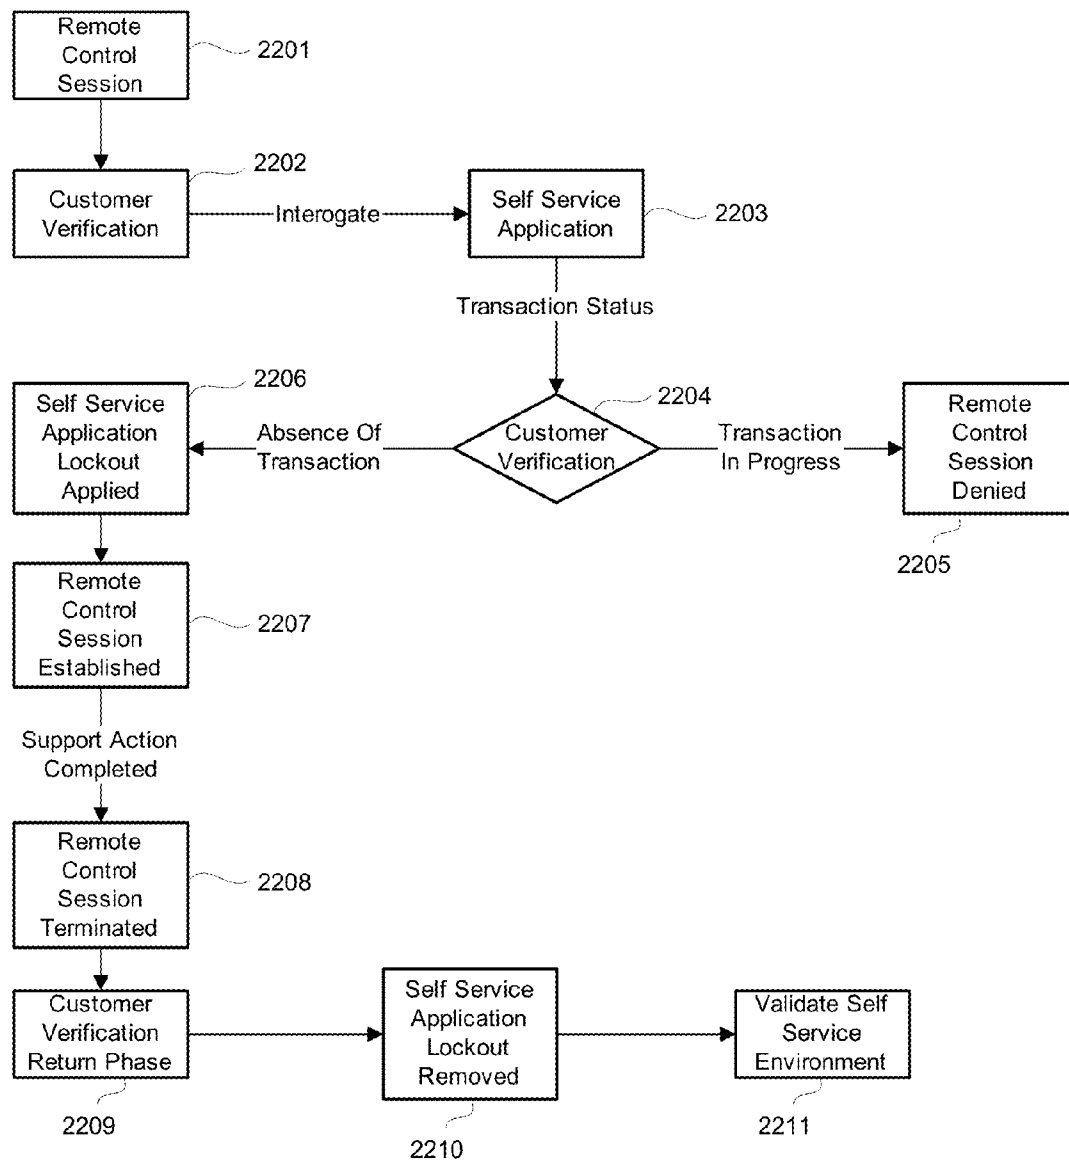 Remote
Control
Session
2201
2202
Customer
Verification
Interogate
Self Service
Application
2203
Transaction Status
2206
Self Service
Application
Lockout
Applied
Absence Of
Transaction
2204
Customer
Verification
Transaction
In Progress
Remote
Control
Session
Denied
2205
Remote
Control
Session
Established
2207
Support Action
Completed
Remote
Control
Session
Terminated
2208
Customer
Verification
Return Phase
2209
Self Service
Application
Lockout
Removed
2210
Validate Self
Service
Environment
2211